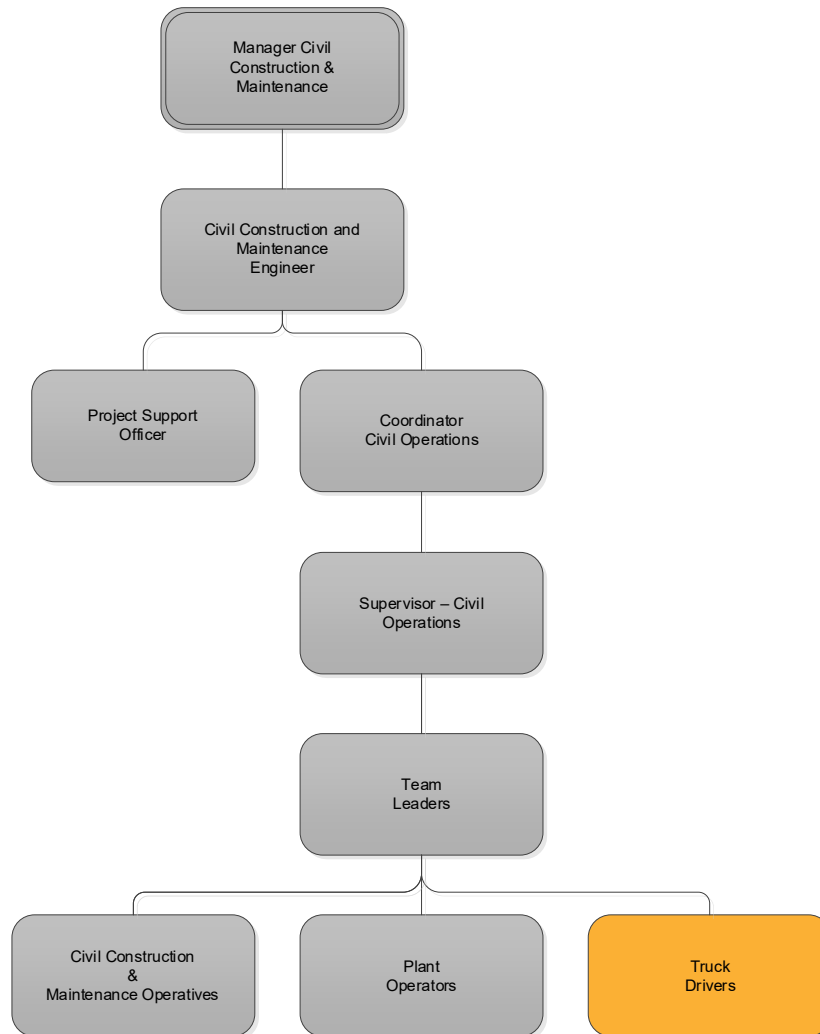 Manager Civil
Construction &
Maintenance
Civil Construction and
Maintenance
Engineer
Project Support
Officer
Coordinator
Civil Operations
Supervisor – Civil
Operations
Team
Leaders
Civil Construction
&
Maintenance Operatives
Plant
Operators
Truck
Drivers